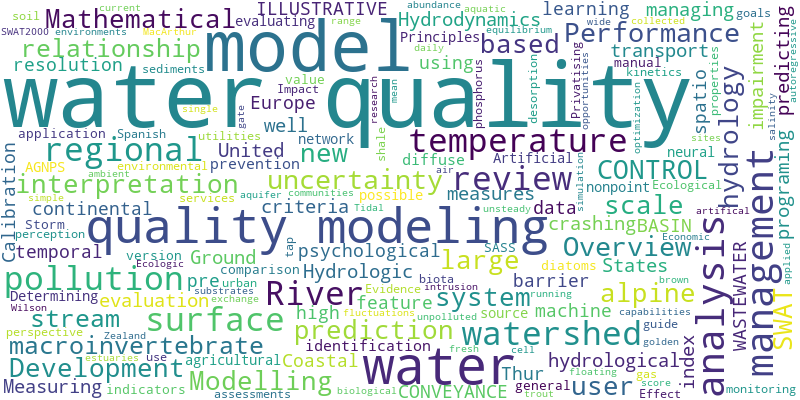 current
soil
Mathematical
abundance
aquatic
ILLUSTRATIVE
range
evaluating
Hydrodynamics
learning
managing
goals
SWAT2000
environments
MacArthur
wide
collected
relationship
model
Principles
equilibrium
based
Performance
resolution
daily
using
transport
sediments
value
manual
kinetics
water quality
Impact
Europe
single
application
Spanish
utilities
well
network
new
shale
gate
research
mean
phosphorus
desorption
Privatising
opportunities
optimization
spatio
properties
hydrology
impairment
salinity
predicting
autoregressive
regional
United
prevention
temperature
diffuse
Artificial
sites
neural
AGNPS
environmental
ambient
services
possible
air
nonpoint
Ecological
simulation
interpretation
uncertainty
review
CONTROL
programing
artifical
Calibration
simple
aquifer
communities
measures
continental
criteria
Tidal
unsteady
data
scale
Storm
perception
quality modeling
crashing
BASIN
temporal
version
Ecologic
Ground
tap
psychological
SASS
Overview
Economic
applied
pollution
pre
urban
comparison
Hydrologic
large
diatoms
States
management
analysis
SWAT
WASTEWATER
Determining
substrates
exchange
Evidence
intrusion
biota
barrier
alpine
capabilities
running
brown
evaluation
River
feature
system
source
machine
guide
Wilson
stream
surface
high
fluctuations
unpolluted
golden
perspective
Zealand
prediction
watershed
macroinvertebrate
identification
fresh
cell
floating
index
Development
estuaries
use
agricultural
Coastal
water
hydrological
Effect
gas
score
Measuring
indicators
assessments
Modelling
biological
CONVEYANCE
Thur
general
user
trout
monitoring